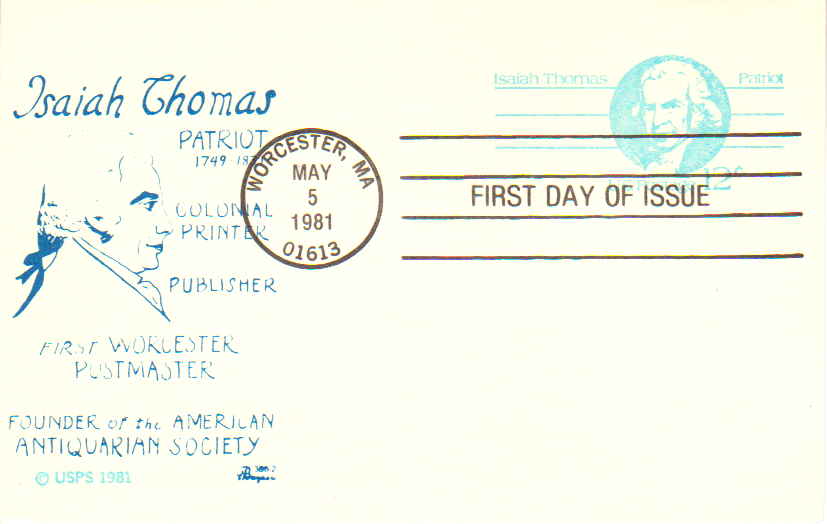 Isaiah Thomas
PATRIOT
1749-18
COLONIAL
PRINTER
PUBLISHER
FIRST WORCESTER
POSTMASTER
FOUNDER of the AMERICAN
ANTIQUARIAN SOCIETY
© USPS 1981
WORCESTER, MA
MAY
5
1981
01613
Isaiah Thomas
Patriot
12¢
FIRST DAY OF ISSUE